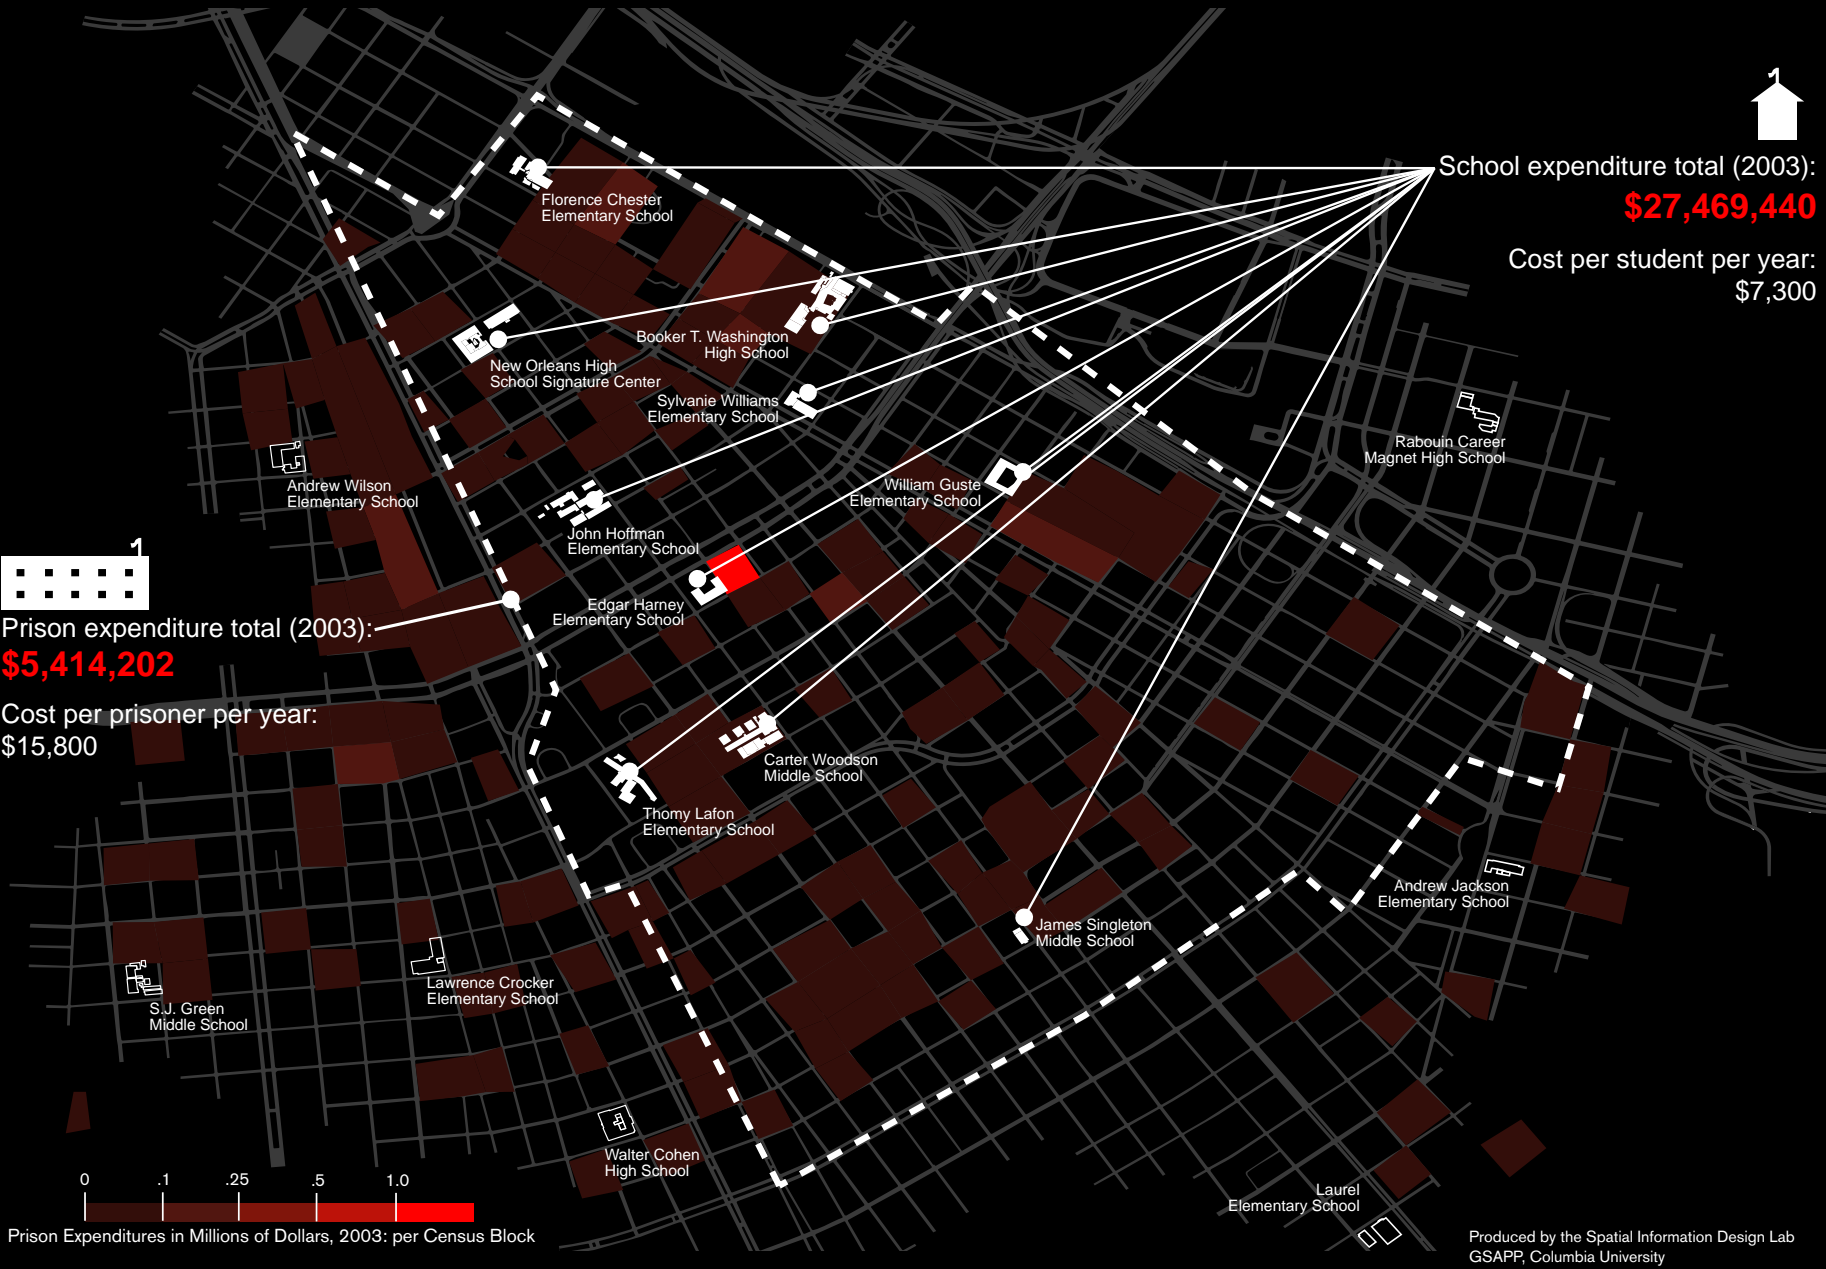 1
School expenditure total (2003):
$27,469,440
Cost per student per year:
$7,300
Florence Chester
Elementary School
Booker T. Washington
High School
New Orleans High
School Signature Center
Sylvanie Williams
Elementary School
Rabouin Career
Magnet High School
Andrew Wilson
Elementary School
William Guste
Elementary School
John Hoffman
Elementary School
1
Prison expenditure total (2003):
$5,414,202
Cost per prisoner per year:
$15,800
Edgar Harney
Elementary School
Carter Woodson
Middle School
Thomy Lafon
Elementary School
Andrew Jackson
Elementary School
James Singleton
Middle School
Lawrence Crocker
Elementary School
S.J. Green
Middle School
Walter Cohen
High School
Laurel
Elementary School
0 .1 .25 .5 1.0
Prison Expenditures in Millions of Dollars, 2003: per Census Block
Produced by the Spatial Information Design Lab
GSAPP, Columbia University